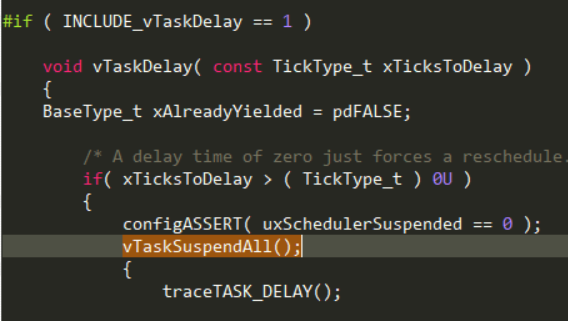 #if ( INCLUDE_vTaskDelay == 1 )
void vTaskDelay( const TickType_t xTicksToDelay )
{
BaseType_t xAlreadyYielded = pdFALSE;
/* A delay time of zero just forces a reschedule.
if( xTicksToDelay > ( TickType_t ) 0U )
{
configASSERT( uxSchedulerSuspended == 0 );
vTaskSuspendAll();
{
traceTASK_DELAY();